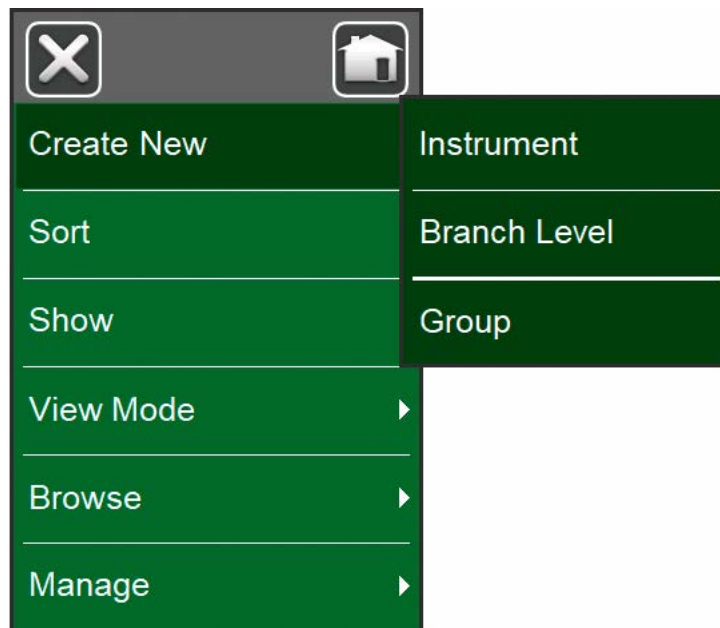 Create New
Instrument
Sort
Branch Level
Show
Group
View Mode
Browse
Manage